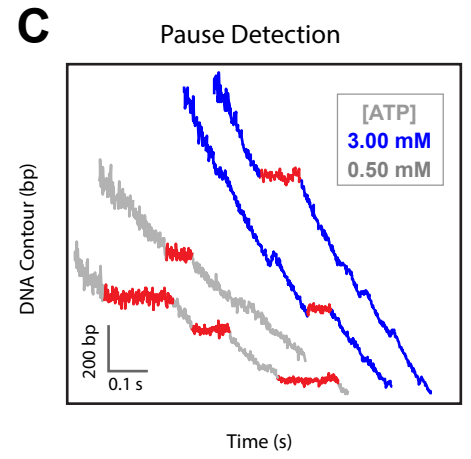 C
Pause Detection
[ATP]
3.00 mM
0.50 mM
DNA Contour (bp)
200 bp
0.1 s
Time (s)